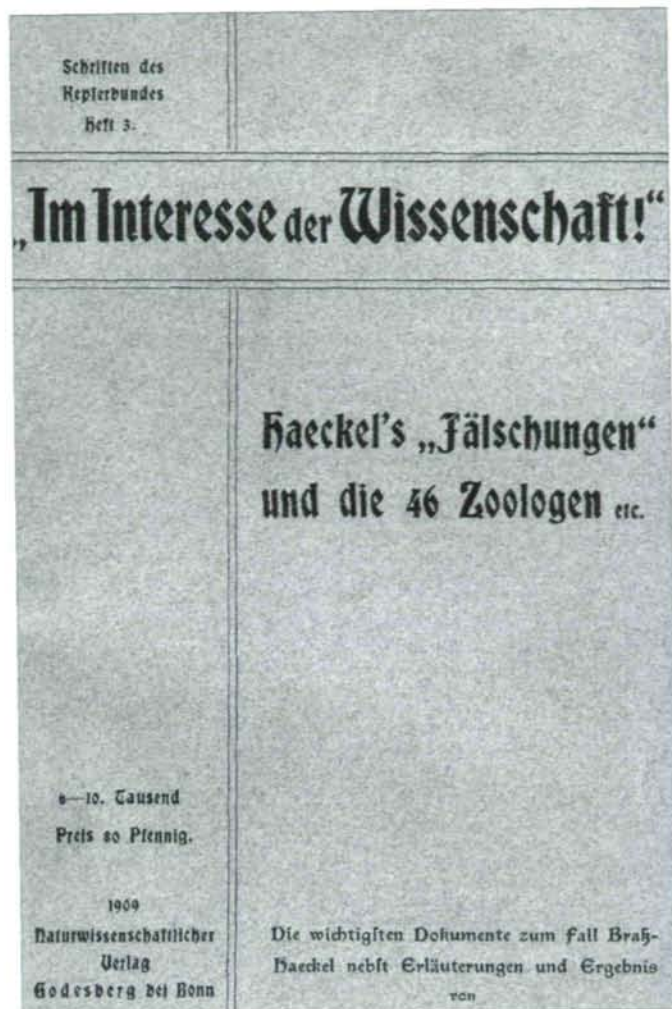 Schriften des
Keplerbundes
Heft 3.
„Im Interesse der Wissenschaft!“
Haeckel's „Fälschungen“
und die 46 Zoologen etc.
6—10. Tausend
Preis 80 Pfennig.
1909
Naturwissenschaftlicher
Verlag
Godesberg bei Bonn
Die wichtigſten Dokumente zum Fall Braß-
Haeckel nebſt Erläuterungen und Ergebnis
von